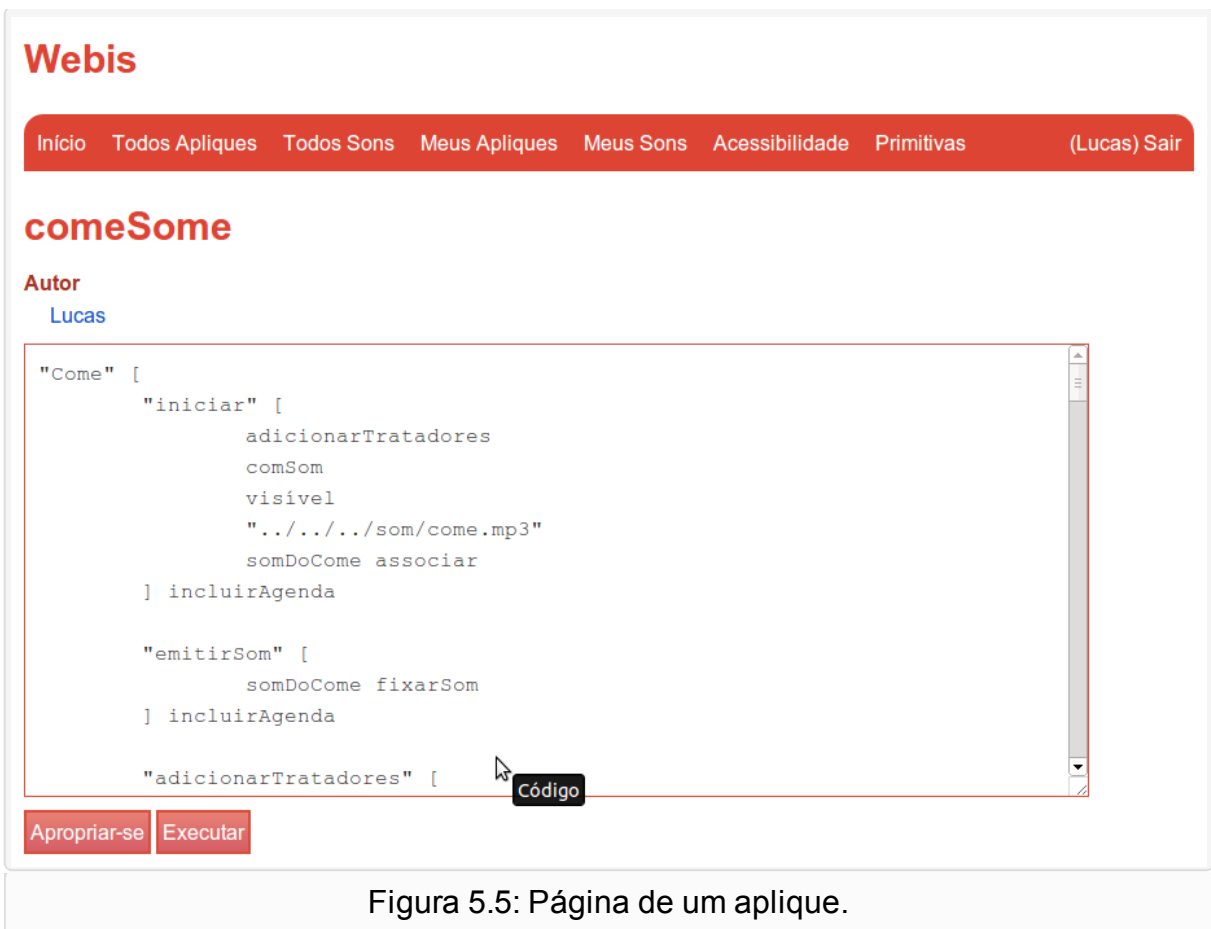 Webis
Início Todos Apliques Todos Sons Meus Apliques Meus Sons Acessibilidade Primitivas (Lucas) Sair
comeSome
Autor
Lucas
"Come" [
"iniciar" [
adicionarTratadores
comSom
visível
"../../../som/come.mp3"
somDoCome associar
] incluirAgenda
"emitirSom" [
somDoCome fixarSom
] incluirAgenda
"adicionarTratadores" [
Código
Apropriar-se Executar
Figura 5.5: Página de um aplique.